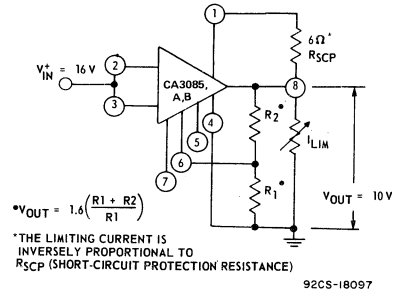 1
6Ω*
RSCP
V+IN = 16 V
2
CA3085,
A,B
8
3
R2•
4
ILIM
5
6
7
R1•
VOUT = 10 V
•VOUT = 1.6(R1 + R2 / R1)
*THE LIMITING CURRENT IS
INVERSELY PROPORTIONAL TO
RSCP (SHORT-CIRCUIT PROTECTION RESISTANCE)
92CS-18097